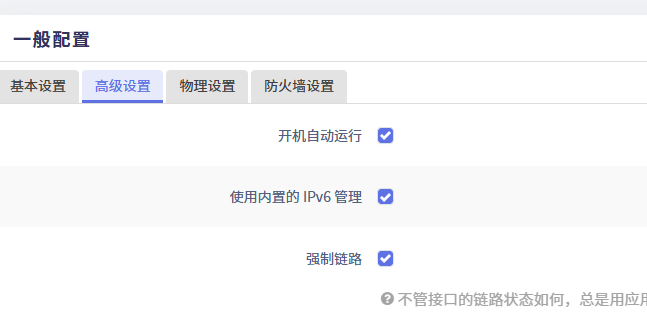 一般配置
基本设置 高级设置 物理设置 防火墙设置
开机自动运行
使用内置的 IPv6 管理
强制链路
不管接口的链路状态如何，总是用应